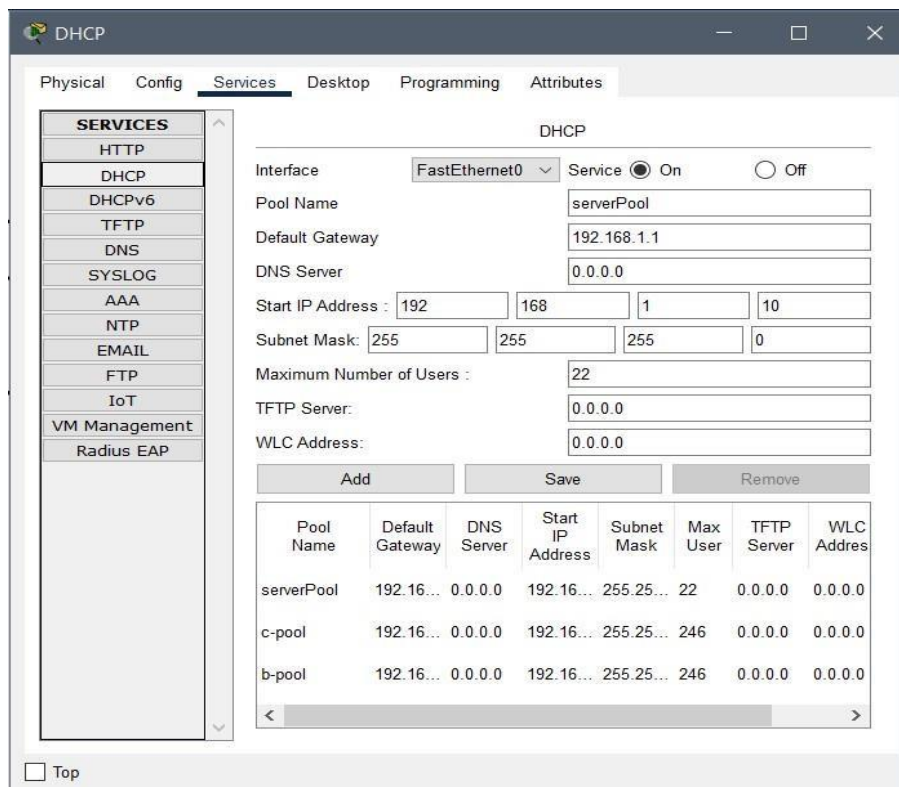 DHCP
Physical Config Services Desktop Programming Attributes
SERVICES
HTTP
DHCP
DHCPv6
TFTP
DNS
SYSLOG
AAA
NTP
EMAIL
FTP
IoT
VM Management
Radius EAP
DHCP
Interface FastEthernet0 Service On Off
Pool Name serverPool
Default Gateway 192.168.1.1
DNS Server 0.0.0.0
Start IP Address : 192 168 1 10
Subnet Mask: 255 255 255 0
Maximum Number of Users : 22
TFTP Server: 0.0.0.0
WLC Address: 0.0.0.0
Add Save Remove
Pool Name Default Gateway DNS Server Start IP Address Subnet Mask Max User TFTP Server WLC Addres
serverPool 192.16... 0.0.0.0 192.16... 255.25... 22 0.0.0.0 0.0.0.0
c-pool 192.16... 0.0.0.0 192.16... 255.25... 246 0.0.0.0 0.0.0.0
b-pool 192.16... 0.0.0.0 192.16... 255.25... 246 0.0.0.0 0.0.0.0
Top